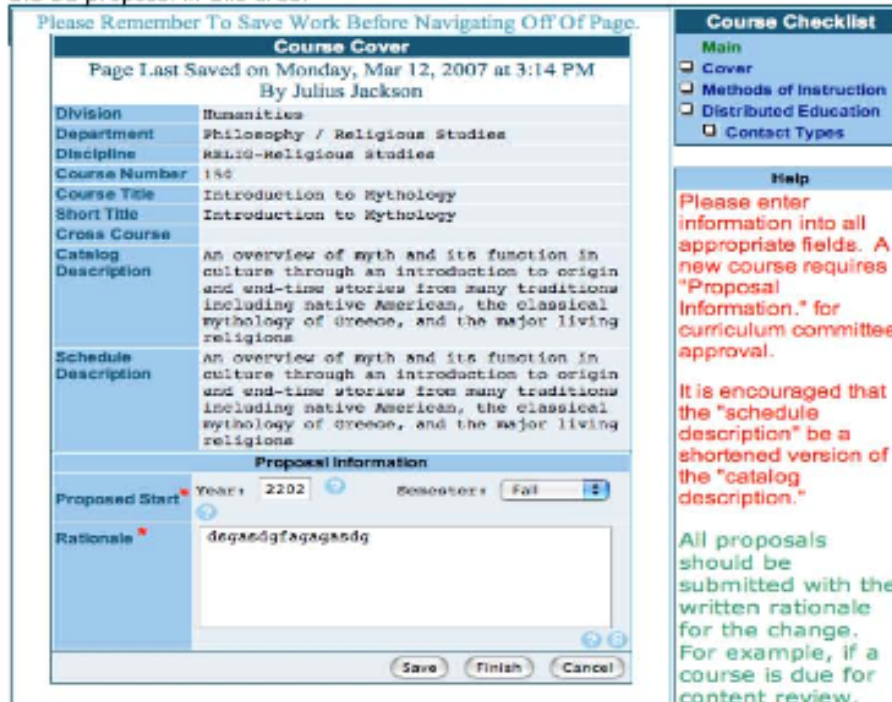 Please Remember To Save Work Before Navigating Off Of Page.
Course Cover
Page Last Saved on Monday, Mar 12, 2007 at 3:14 PM
By Julius Jackson
Division Humanities
Department Philosophy / Religious Studies
Discipline RELIG-Religious Studies
Course Number 150
Course Title Introduction to Mythology
Short Title Introduction to Mythology
Cross Course
Catalog Description
An overview of myth and its function in
culture through an introduction to origin
and end-time stories from many traditions
including native American, the classical
mythology of Greece, and the major living
religions
Schedule Description
An overview of myth and its function in
culture through an introduction to origin
and end-time stories from many traditions
including native American, the classical
mythology of Greece, and the major living
religions
Proposal Information
Proposed Start* Year: 2202 Semester: Fall
Rationale * dsgasdgfagagasdg
Save Finish Cancel
Course Checklist
Main
Cover
Methods of Instruction
Distributed Education
Contact Types
Help
Please enter
information into all
appropriate fields. A
new course requires
"Proposal
Information." for
curriculum committee
approval.
It is encouraged that
the "schedule
description" be a
shortened version of
the "catalog
description."
All proposals
should be
submitted with the
written rationale
for the change.
For example, if a
course is due for
content review,